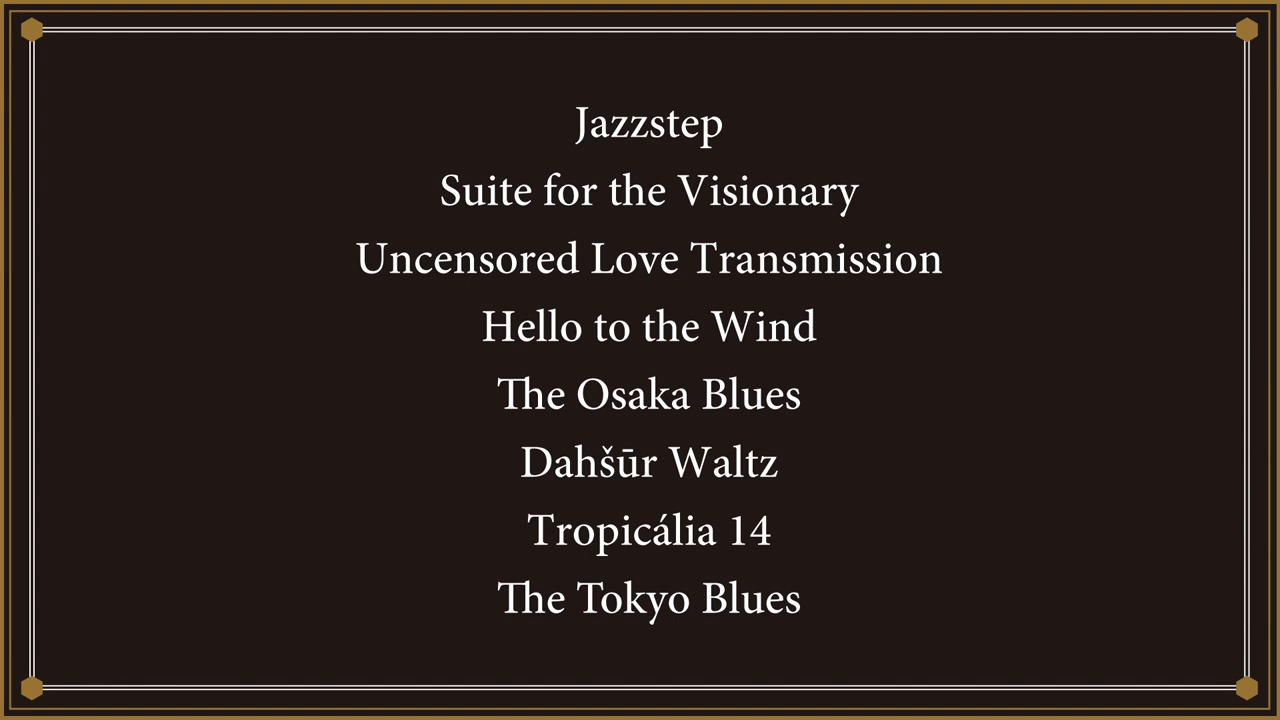 Jazzstep
Suite for the Visionary
Uncensored Love Transmission
Hello to the Wind
The Osaka Blues
Dahšūr Waltz
Tropicália 14
The Tokyo Blues